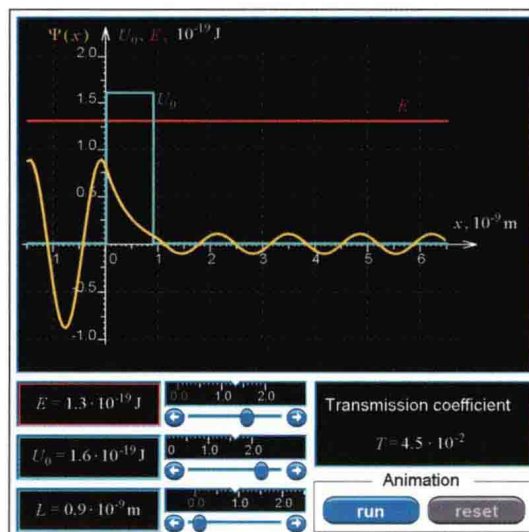 Ψ(x) U₀, E, 10⁻¹⁹ J
2.0
1.5 U₀ E
1.0
0.5
x, 10⁻⁹ m
-1 0 1 2 3 4 5 6
-0.5
-1.0
E = 1.3 · 10⁻¹⁹ J
0.0 1.0 2.0
U₀ = 1.6 · 10⁻¹⁹ J
0 1.0 2.0
L = 0.9 · 10⁻⁹ m
0 1.0 2.0
Transmission coefficient
T = 4.5 · 10⁻²
Animation
run reset